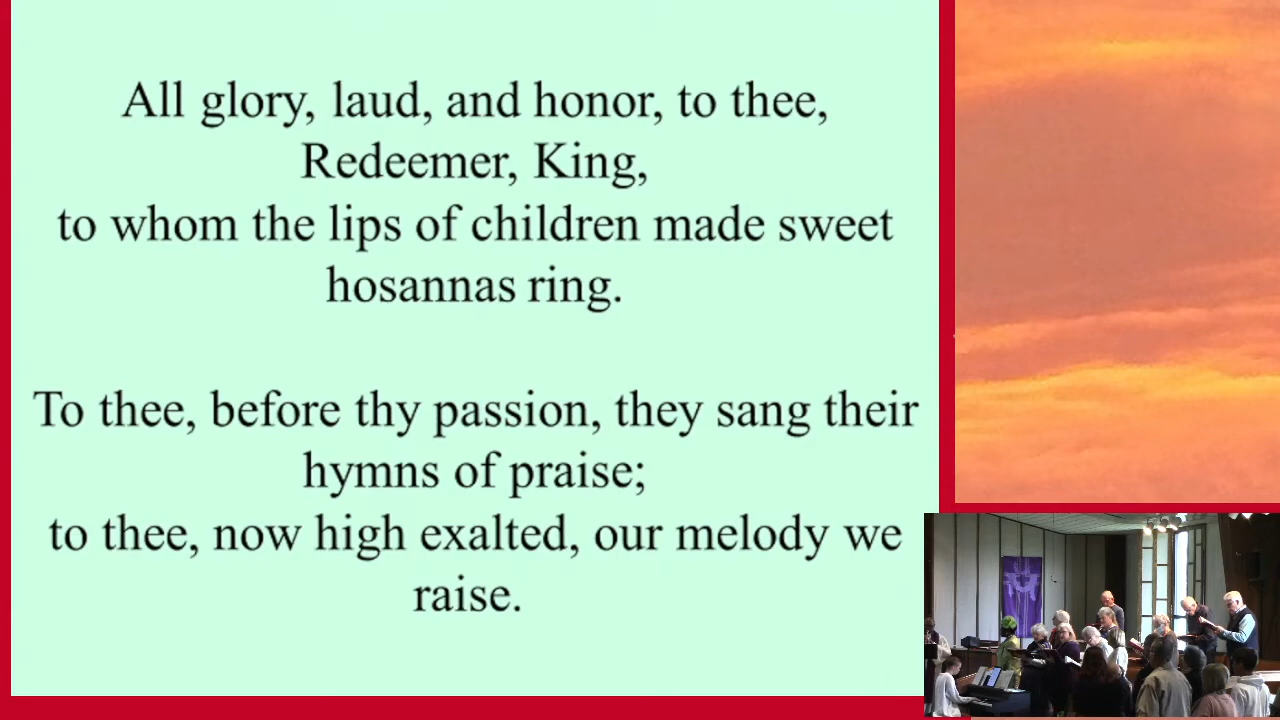 All glory, laud, and honor, to thee,
Redeemer, King,
to whom the lips of children made sweet
hosannas ring.
To thee, before thy passion, they sang their
hymns of praise;
to thee, now high exalted, our melody we
raise.